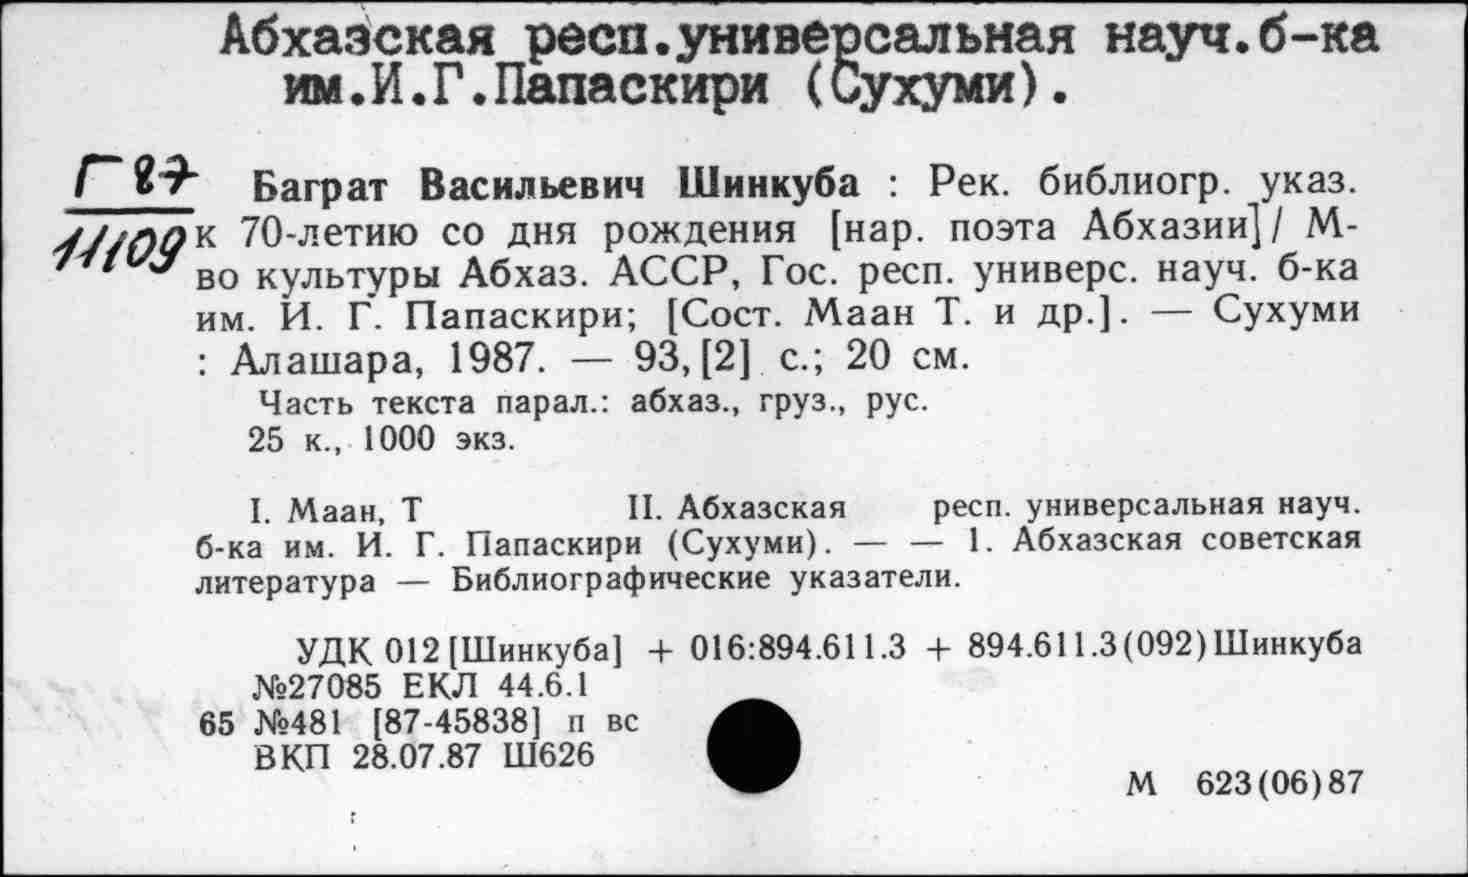 Абхазская респ.универсальная науч.б-ка
им.И.Г.Папаскири (Сухуми).
Г 87
11109
Баграт Васильевич Шинкуба : Рек. библиогр. указ.
к 70-летию со дня рождения [нар. поэта Абхазии] / М-
во культуры Абхаз. АССР, Гос. респ. универс. науч. б-ка
им. И. Г. Папаскири; [Сост. Маан Т. и др.]. — Сухуми
: Алашара, 1987. — 93, [2] с.; 20 см.
Часть текста парал.: абхаз., груз., рус.
25 к., 1000 экз.
I. Маан, Т II. Абхазская респ. универсальная науч.
б-ка им. И. Г. Папаскири (Сухуми). — — 1. Абхазская советская
литература — Библиографические указатели.
УДК 012 [Шинкуба] + 016:894.611.3 + 894.611.3(092)Шинкуба
№27085 ЕКЛ 44.6.1
65 №481 [87-45838] п вс
ВКП 28.07.87 Ш626
М 623(06)87